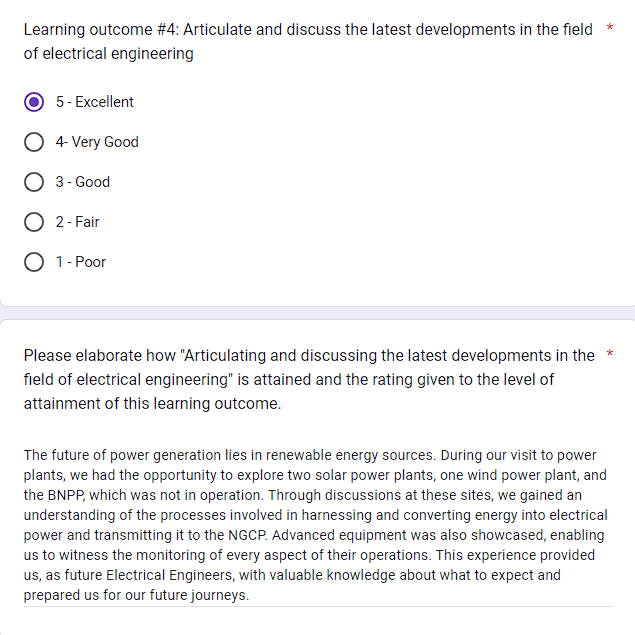 Learning outcome #4: Articulate and discuss the latest developments in the field *
of electrical engineering
5 - Excellent
4- Very Good
3 - Good
2 - Fair
1 - Poor
Please elaborate how "Articulating and discussing the latest developments in the *
field of electrical engineering" is attained and the rating given to the level of
attainment of this learning outcome.
The future of power generation lies in renewable energy sources. During our visit to power
plants, we had the opportunity to explore two solar power plants, one wind power plant, and
the BNPP, which was not in operation. Through discussions at these sites, we gained an
understanding of the processes involved in harnessing and converting energy into electrical
power and transmitting it to the NGCP. Advanced equipment was also showcased, enabling
us to witness the monitoring of every aspect of their operations. This experience provided
us, as future Electrical Engineers, with valuable knowledge about what to expect and
prepared us for our future journeys.